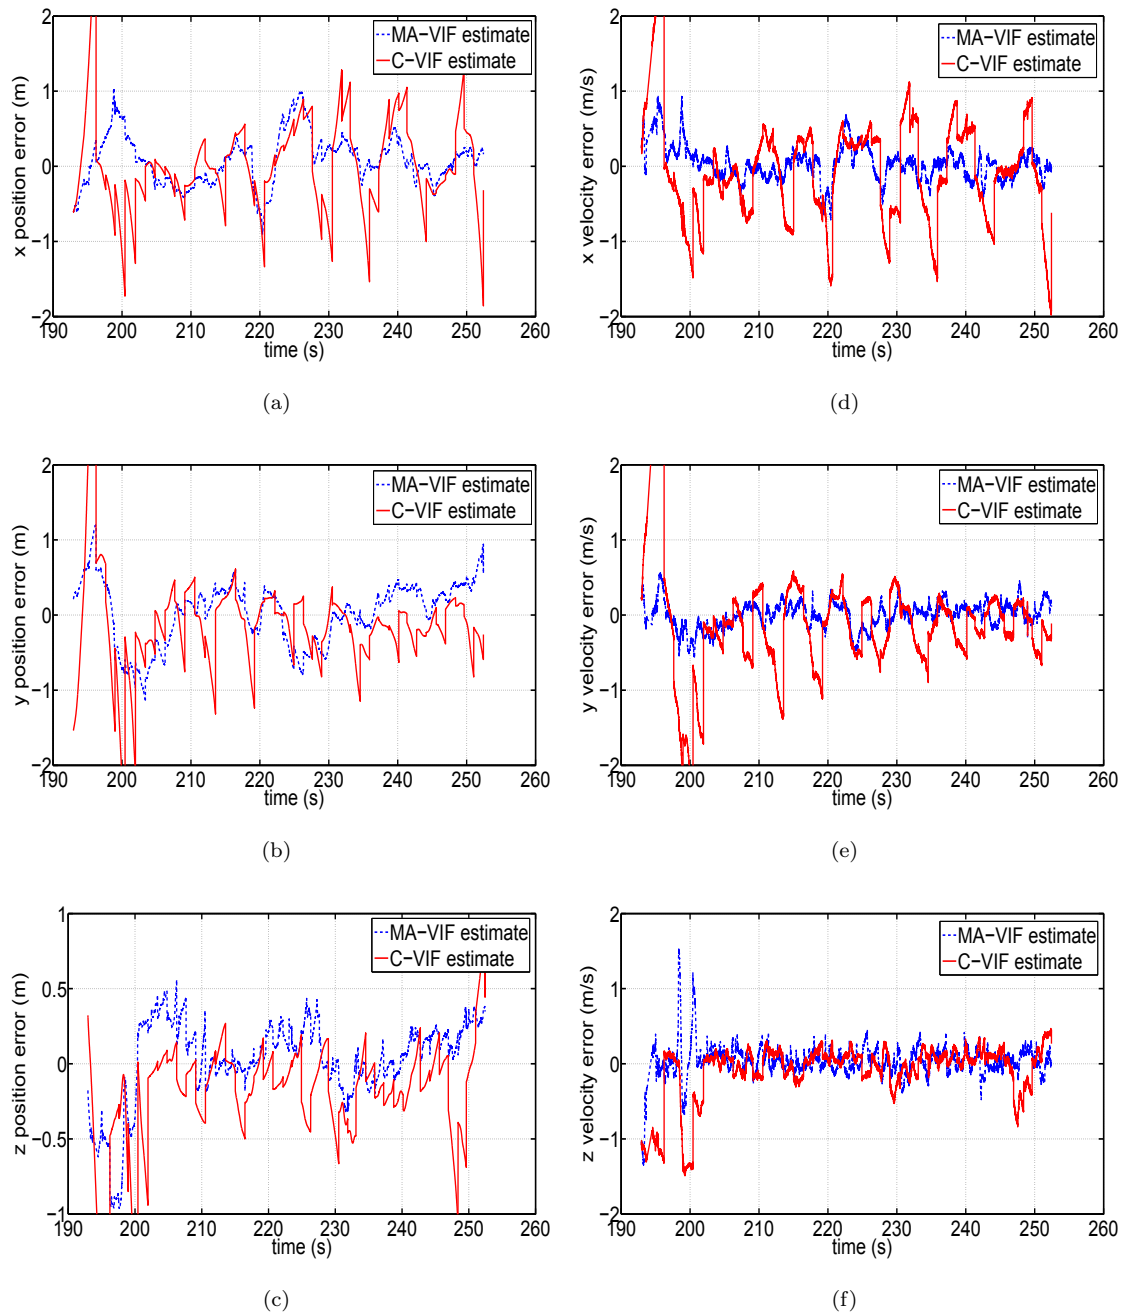 2
1
0
−1
−2
190
200
210
220
230
240
250
260
x position error (m)
time (s)
MA−VIF estimate
C−VIF estimate
(a)
2
1
0
−1
−2
190
200
210
220
230
240
250
260
x velocity error (m/s)
time (s)
MA−VIF estimate
C−VIF estimate
(d)
2
1
0
−1
−2
190
200
210
220
230
240
250
260
y position error (m)
time (s)
MA−VIF estimate
C−VIF estimate
(b)
2
1
0
−1
−2
190
200
210
220
230
240
250
260
y velocity error (m/s)
time (s)
MA−VIF estimate
C−VIF estimate
(e)
1
0.5
0
−0.5
−1
190
200
210
220
230
240
250
260
z position error (m)
time (s)
MA−VIF estimate
C−VIF estimate
(c)
2
1
0
−1
−2
190
200
210
220
230
240
250
260
z velocity error (m/s)
time (s)
MA−VIF estimate
C−VIF estimate
(f)